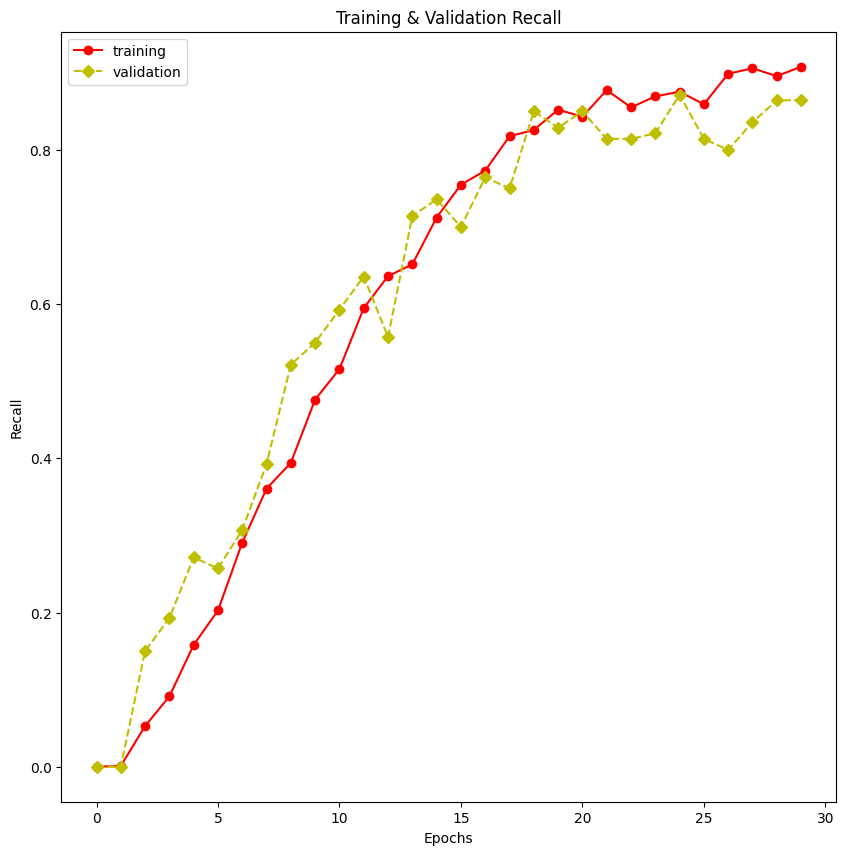 Training & Validation Recall
training
validation
0.8
0.6
0.4
0.2
0.0
Recall
0 5 10 15 20 25 30
Epochs